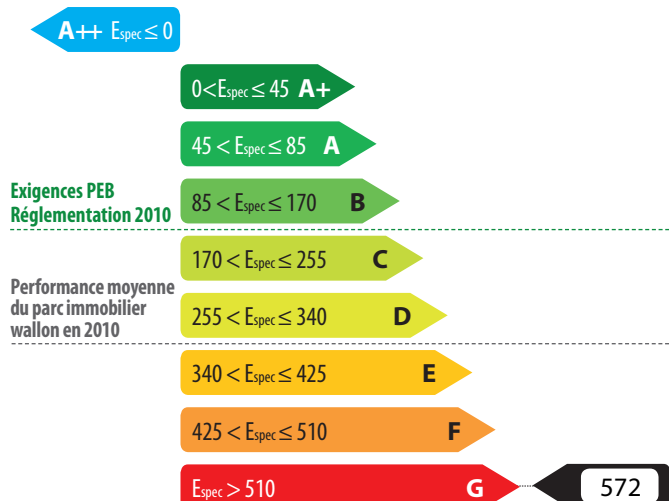 A++ Espec ≤ 0
0<Espec ≤ 45 A+
45 < Espec ≤ 85 A
Exigences PEB
Réglementation 2010
85 < Espec ≤ 170 B
170 < Espec ≤ 255 C
Performance moyenne
du parc immobilier
wallon en 2010
255 < Espec ≤ 340 D
340 < Espec ≤ 425 E
425 < Espec ≤ 510 F
Espec > 510 G
572